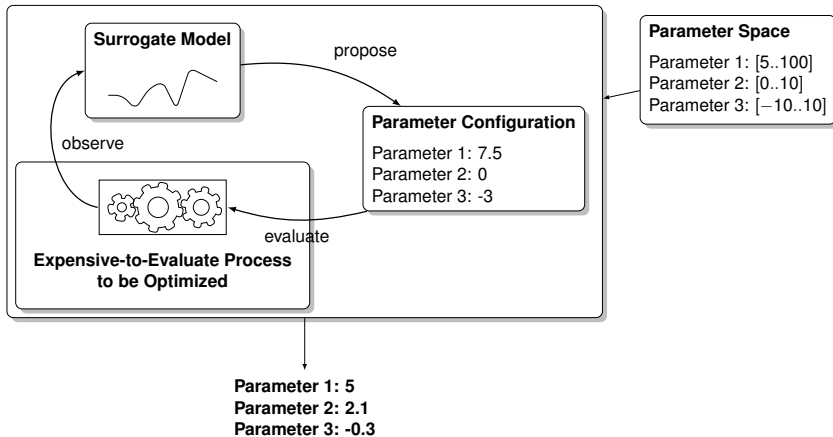 Surrogate Model
propose
Parameter Space
Parameter 1: [5..100]
Parameter 2: [0..10]
Parameter 3: [−10..10]
Parameter Configuration
Parameter 1: 7.5
Parameter 2: 0
Parameter 3: -3
observe
evaluate
Expensive-to-Evaluate Process
to be Optimized
Parameter 1: 5
Parameter 2: 2.1
Parameter 3: -0.3